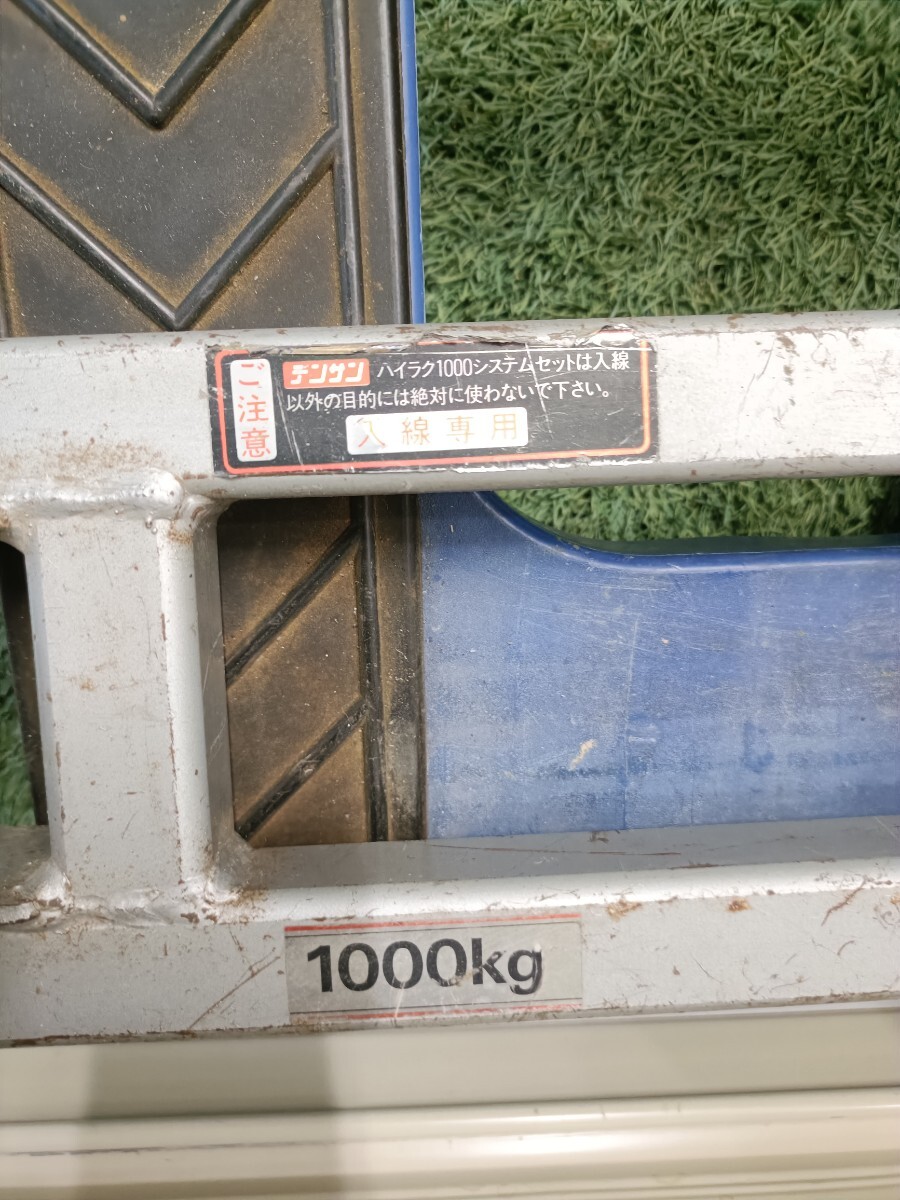 ご注意
デンサン ハイラク1000システムセットは入線
以外の目的には絶対に使わないで下さい。
入線専用
1000kg